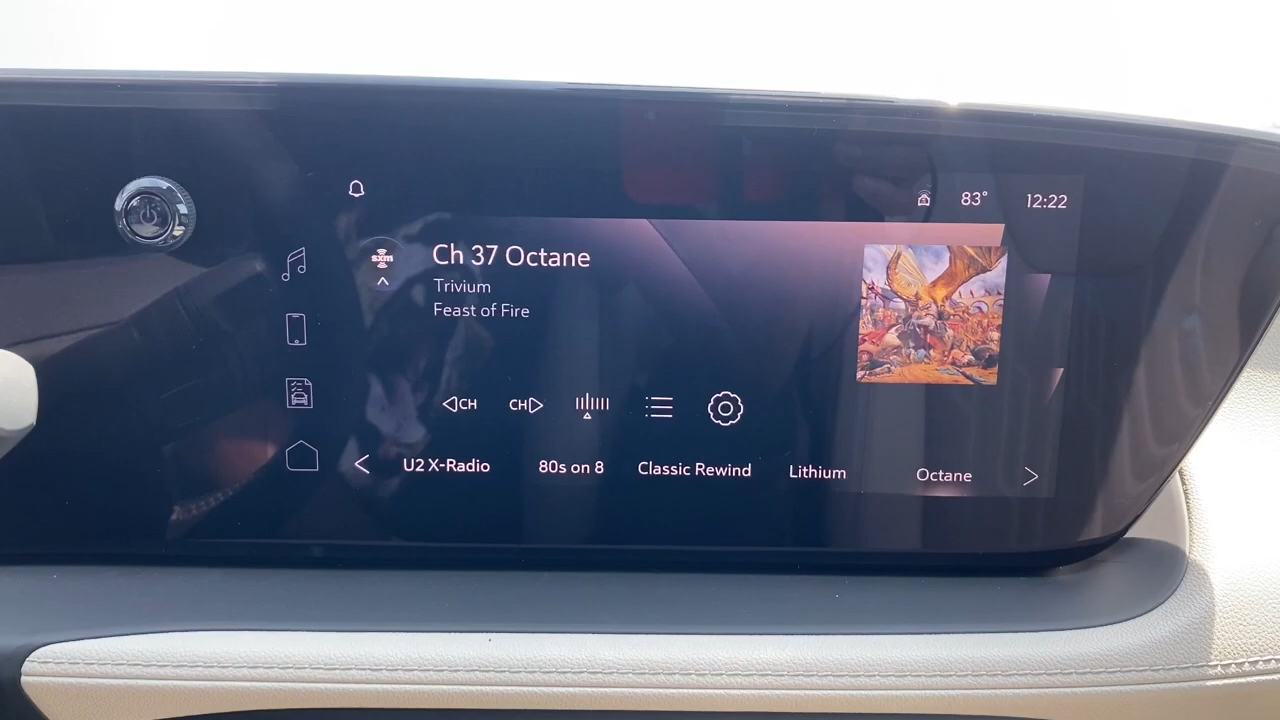 83° 12:22
sxm
Ch 37 Octane
Trivium
Feast of Fire
CH CH
U2 X-Radio 80s on 8 Classic Rewind Lithium Octane